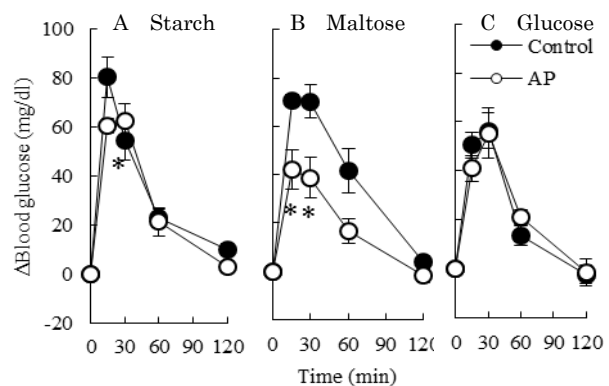 A Starch
B Maltose
C Glucose
Control
AP
ΔBlood glucose (mg/dl)
100
80
60
40
20
0
-20
*
* *
0 30 60 90 120
0 30 60 90 120
0 30 60 90 120
Time (min)